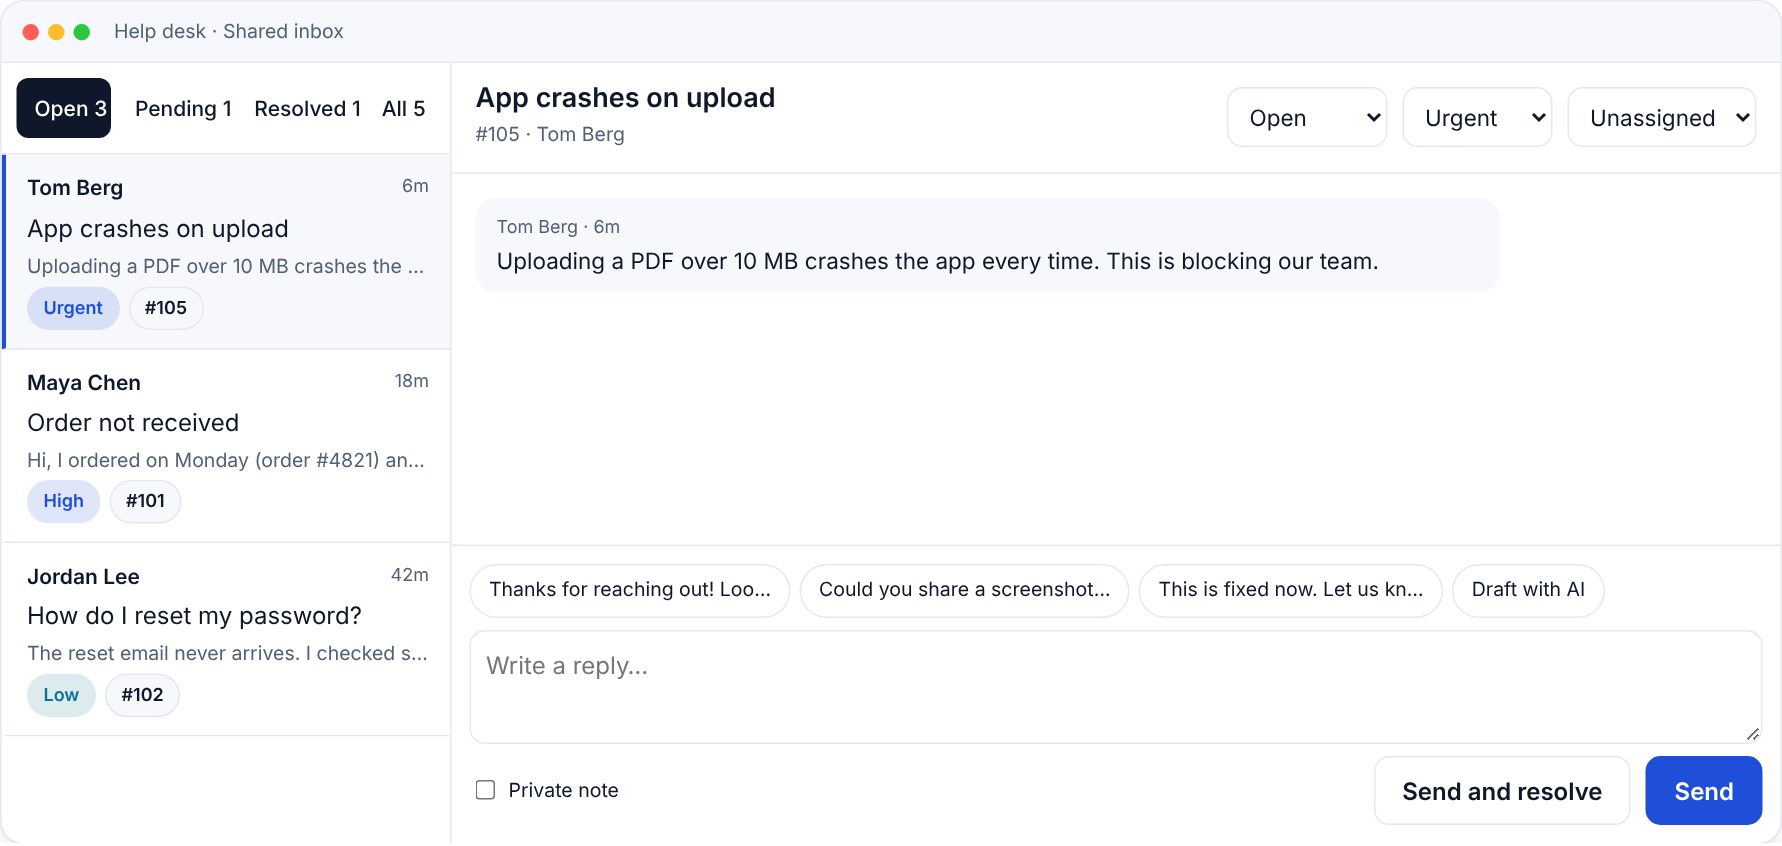 Help desk · Shared inbox
Open 3 Pending 1 Resolved 1 All 5
Tom Berg 6m
App crashes on upload
Uploading a PDF over 10 MB crashes the ...
Urgent #105
Maya Chen 18m
Order not received
Hi, I ordered on Monday (order #4821) an...
High #101
Jordan Lee 42m
How do I reset my password?
The reset email never arrives. I checked s...
Low #102
App crashes on upload
#105 · Tom Berg
Open Urgent Unassigned
Tom Berg · 6m
Uploading a PDF over 10 MB crashes the app every time. This is blocking our team.
Thanks for reaching out! Loo... Could you share a screenshot... This is fixed now. Let us kn... Draft with AI
Write a reply...
Private note Send and resolve Send